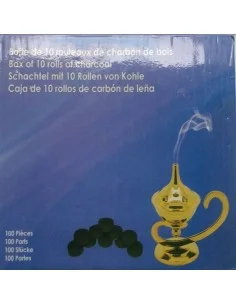 Boîte de 10 rouleaux de charbon de bois
Box of 10 rolls of charcoal
Schachtel mit 10 Rollen von Kohle
Caja de 10 rollos de carbón de leña
100 Pièces
100 Parts
100 Stücke
100 Partes